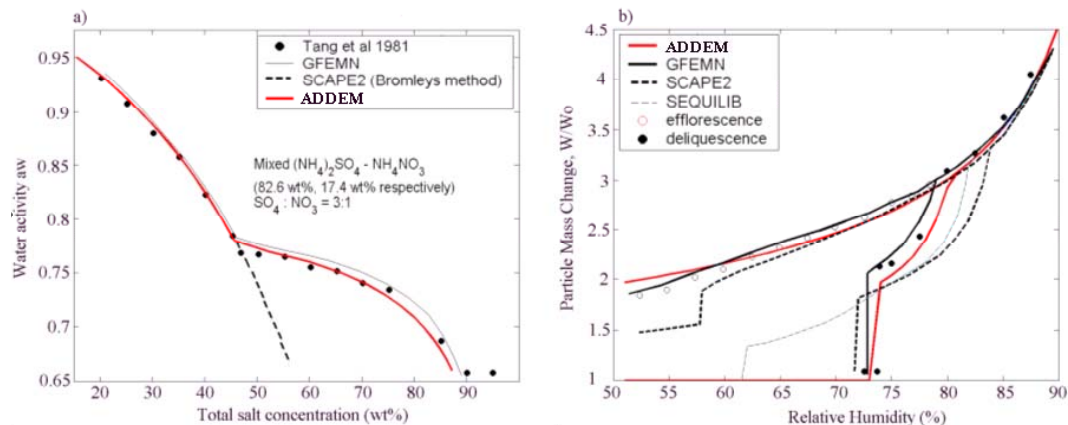 a)
Water activity aw
0.95
0.9
0.85
0.8
0.75
0.7
0.65
20
30
40
50
60
70
80
90
Total salt concentration (wt%)
Tang et al 1981
GFEMN
SCAPE2 (Bromleys method)
ADDEM
Mixed (NH4)2SO4 - NH4NO3
(82.6 wt%, 17.4 wt% respectively)
SO4 : NO3 = 3:1
b)
Particle Mass Change, W/Wo
4.5
4
3.5
3
2.5
2
1.5
1
50
55
60
65
70
75
80
85
90
Relative Humidity (%)
ADDEM
GFEMN
SCAPE2
SEQUILIB
efflorescence
deliquescence